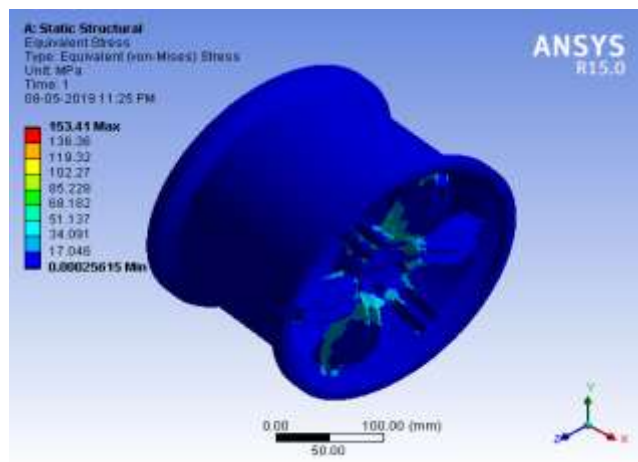 A: Static Structural
Equivalent Stress
Type: Equivalent (von-Mises) Stress
Unit: MPa
Time: 1
08-05-2019 11:25 PM
ANSYS
R15.0
153.41 Max
136.36
119.32
102.27
85.228
68.182
51.137
34.091
17.046
0.00025615 Min
0.00 100.00 (mm)
50.00
Y
Z X